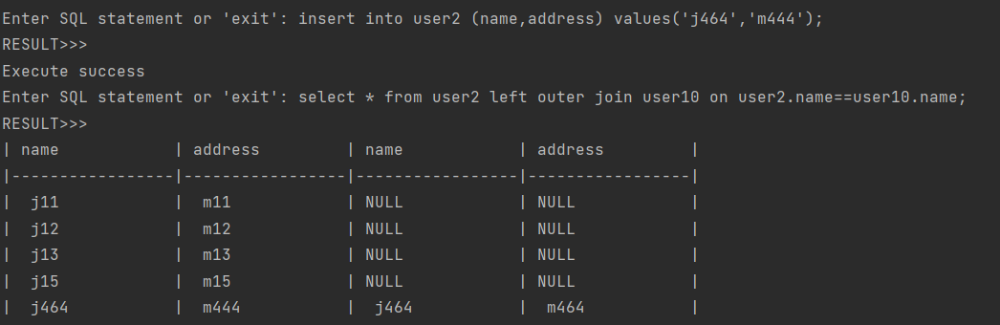 Enter SQL statement or 'exit': insert into user2 (name,address) values('j464','m444');
RESULT>>>
Execute success
Enter SQL statement or 'exit': select * from user2 left outer join user10 on user2.name==user10.name;
RESULT>>>
| name            | address         | name            | address         |
|-----------------|-----------------|-----------------|-----------------|
|  j11            |  m11            | NULL            | NULL            |
|  j12            |  m12            | NULL            | NULL            |
|  j13            |  m13            | NULL            | NULL            |
|  j15            |  m15            | NULL            | NULL            |
|  j464           |  m444           |  j464           |  m464           |